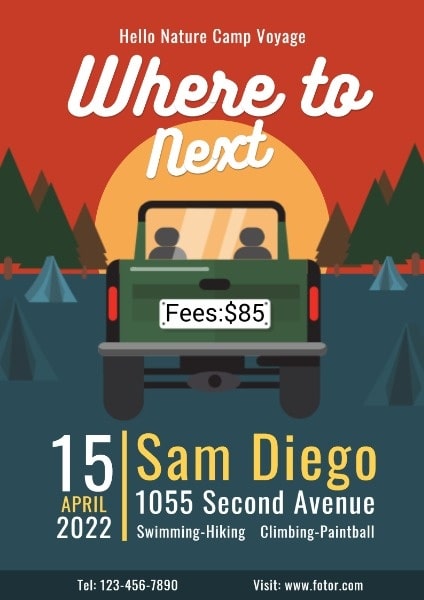 Hello Nature Camp Voyage
Where to
Next
Fees:$85
15
APRIL
2022
Sam Diego
1055 Second Avenue
Swimming-Hiking Climbing-Paintball
Tel: 123-456-7890 Visit: www.fotor.com